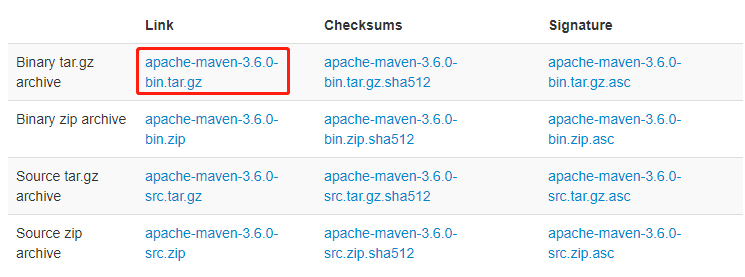 Link Checksums Signature
Binary tar.gz apache-maven-3.6.0- apache-maven-3.6.0- apache-maven-3.6.0-
archive bin.tar.gz bin.tar.gz.sha512 bin.tar.gz.asc
Binary zip archive apache-maven-3.6.0- apache-maven-3.6.0- apache-maven-3.6.0-
bin.zip bin.zip.sha512 bin.zip.asc
Source tar.gz apache-maven-3.6.0- apache-maven-3.6.0- apache-maven-3.6.0-
archive src.tar.gz src.tar.gz.sha512 src.tar.gz.asc
Source zip apache-maven-3.6.0- apache-maven-3.6.0- apache-maven-3.6.0-
archive src.zip src.zip.sha512 src.zip.asc